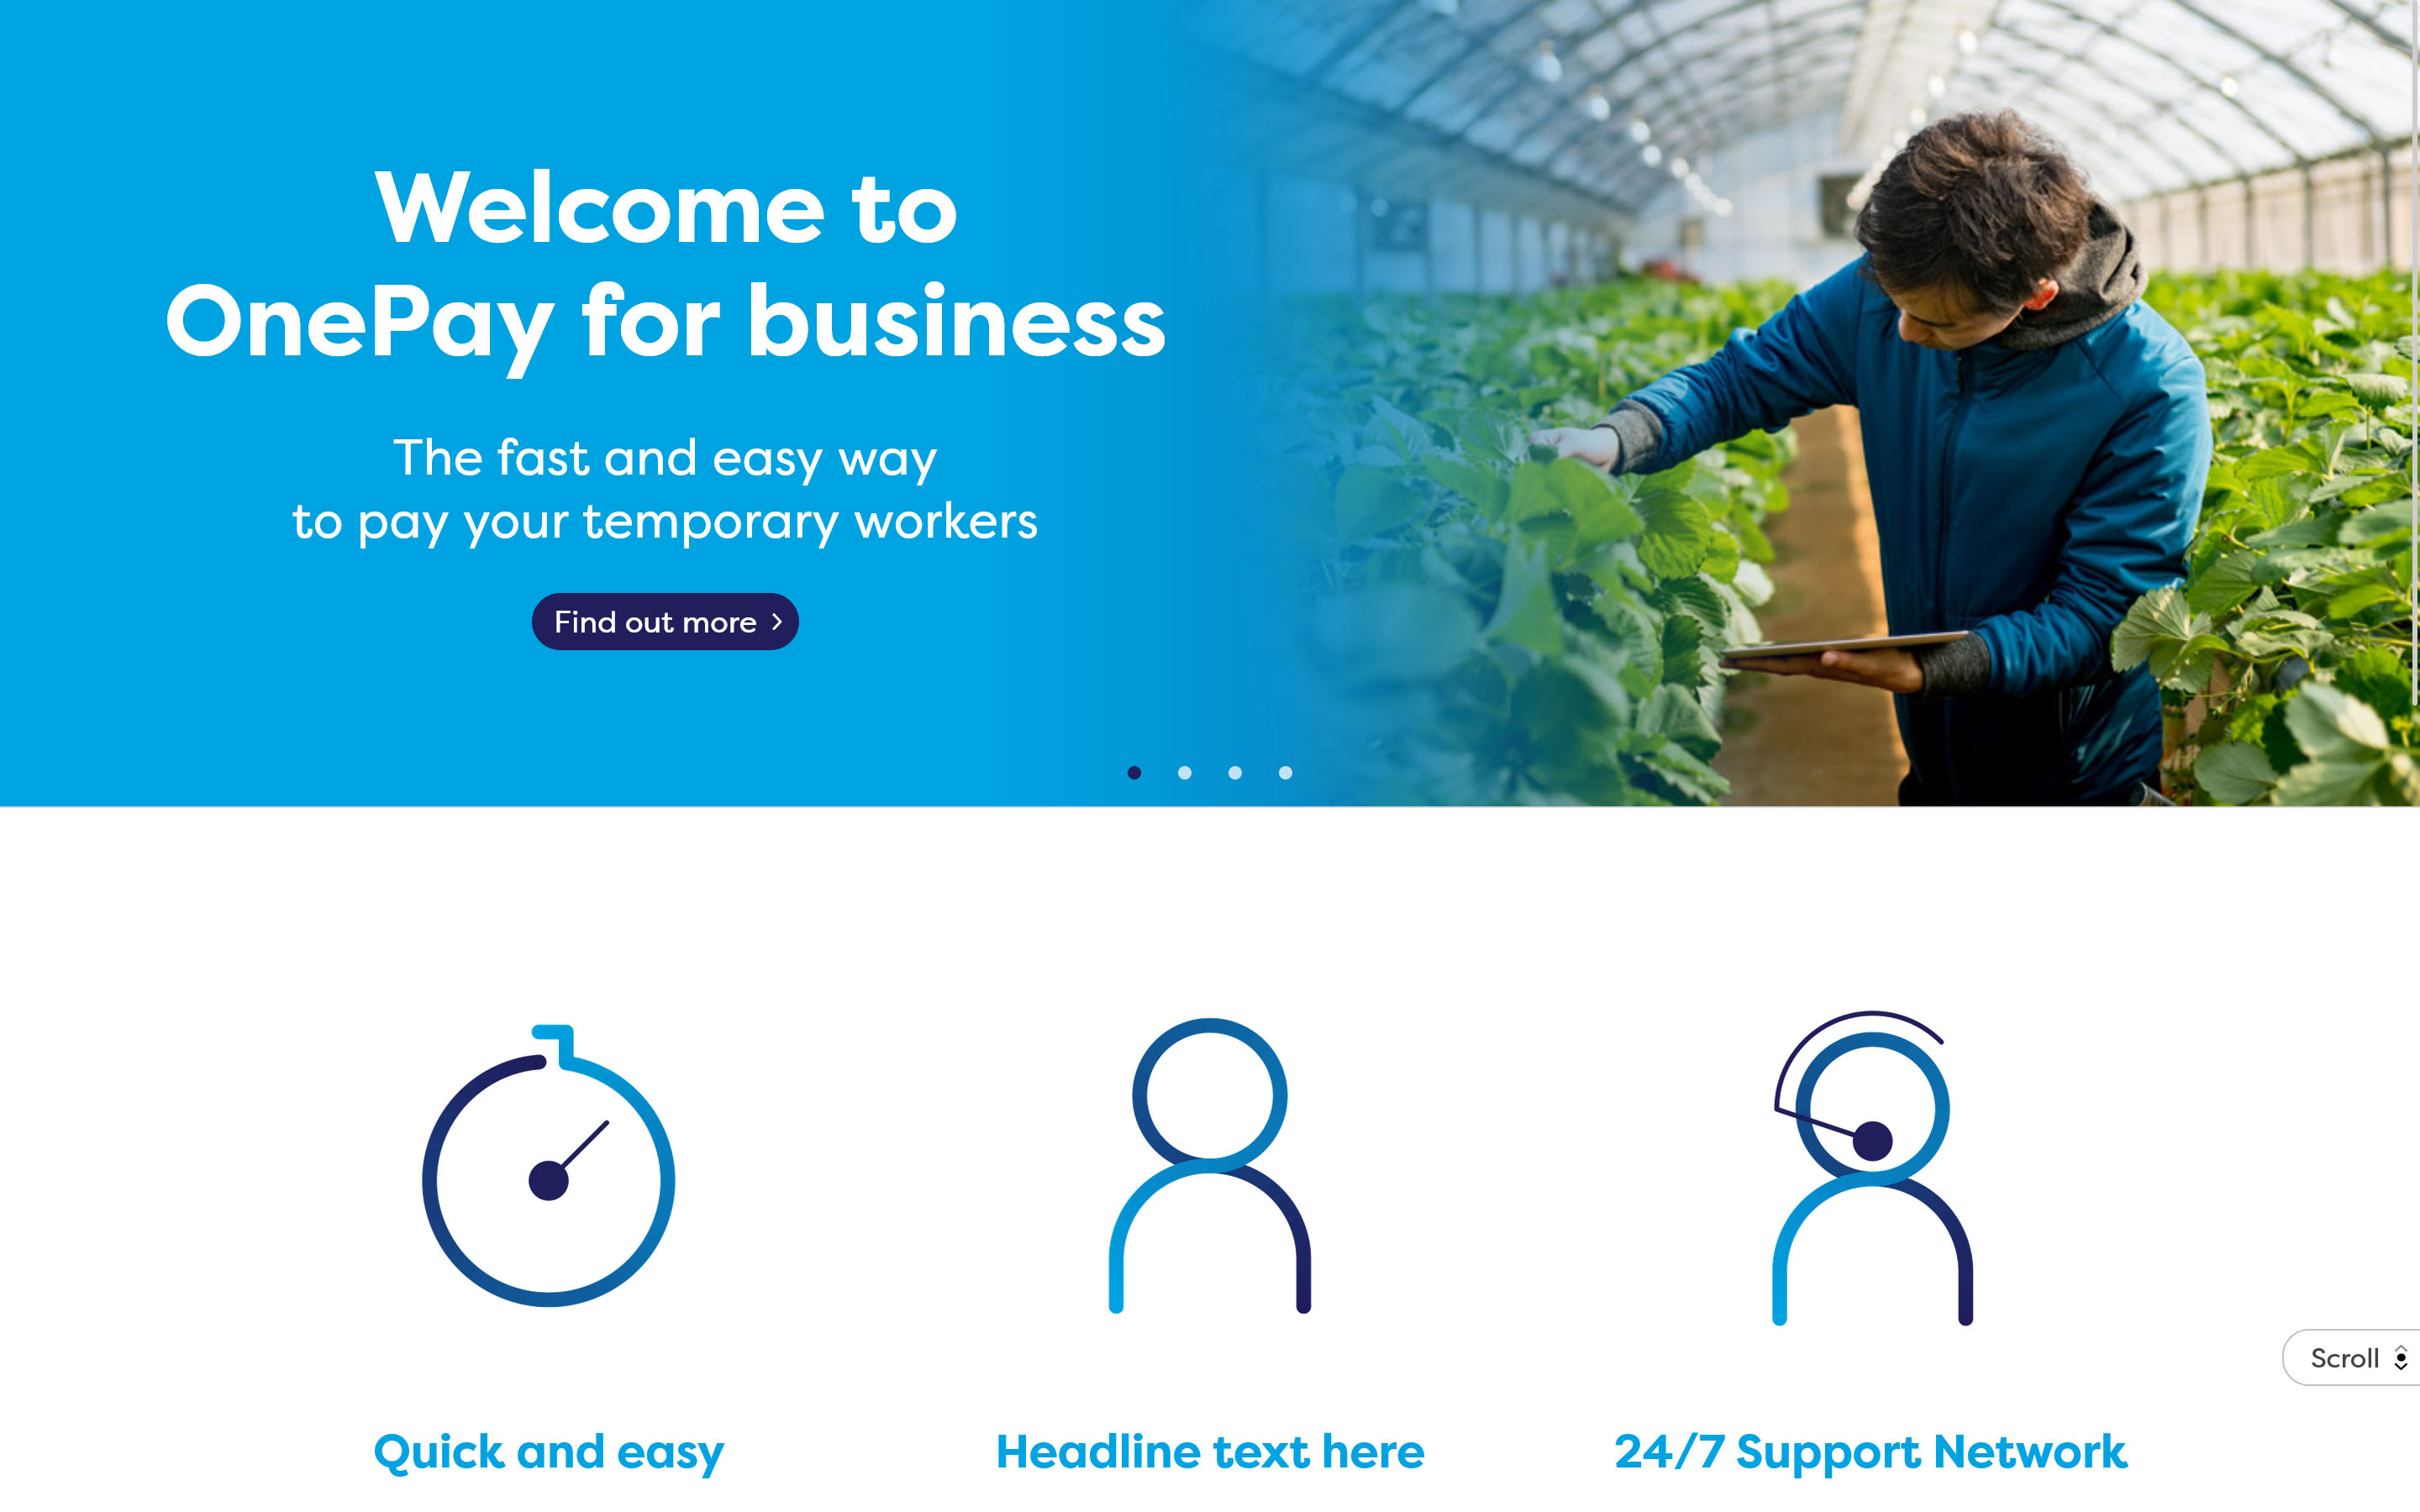 Welcome to
OnePay for business
The fast and easy way
to pay your temporary workers
Find out more
Scroll
Quick and easy
Headline text here
24/7 Support Network